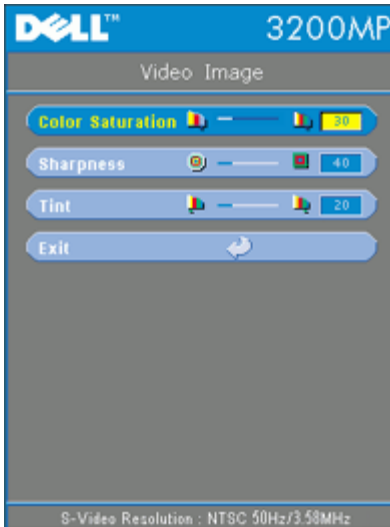 DELL™ 3200MP
Video Image
Color Saturation 30
Sharpness 40
Tint 20
Exit
S-Video Resolution : NTSC 50Hz/3.58MHz